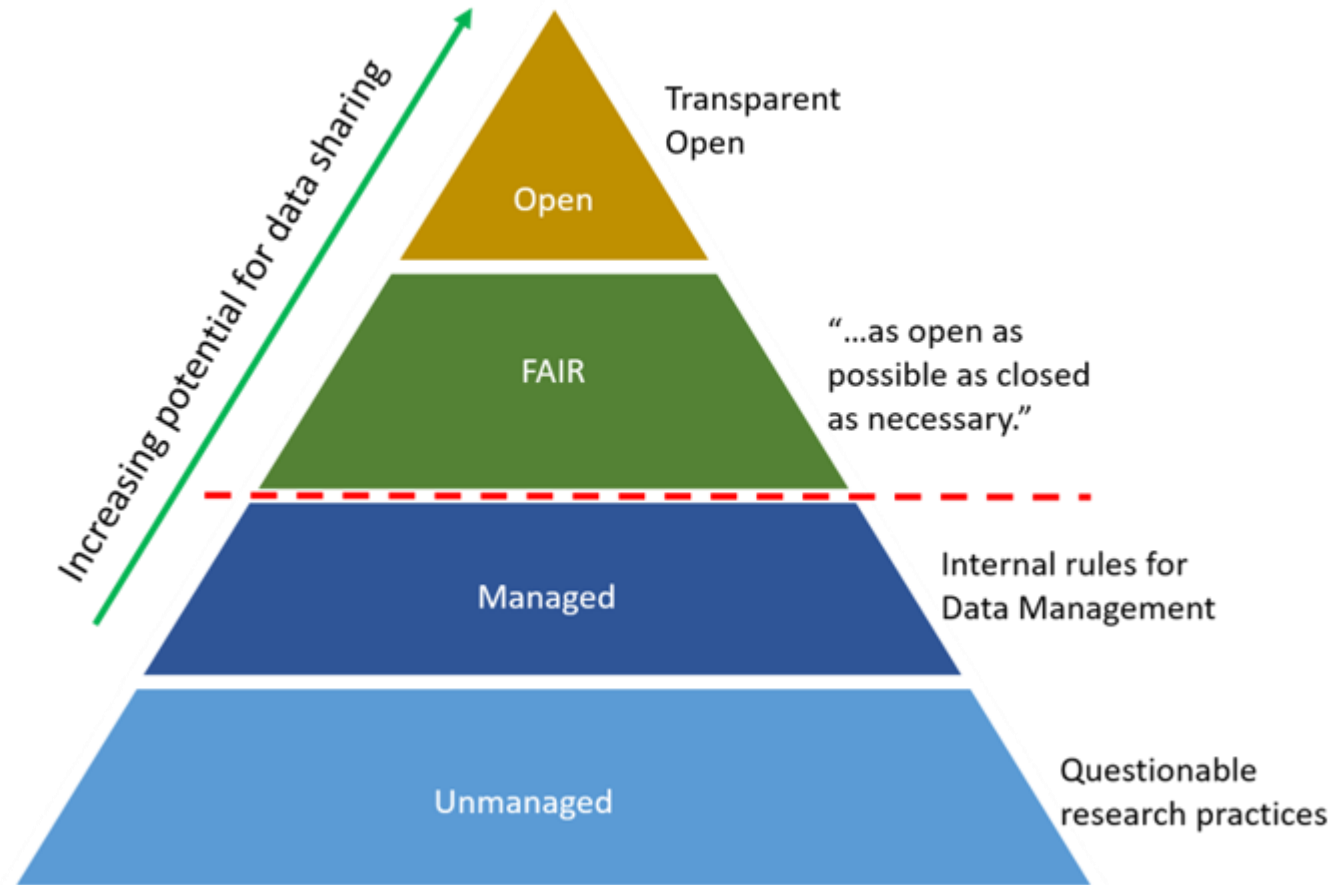 Increasing potential for data sharing
Transparent
Open
Open
FAIR
“...as open as
possible as closed
as necessary.”
Managed
Internal rules for
Data Management
Unmanaged
Questionable
research practices